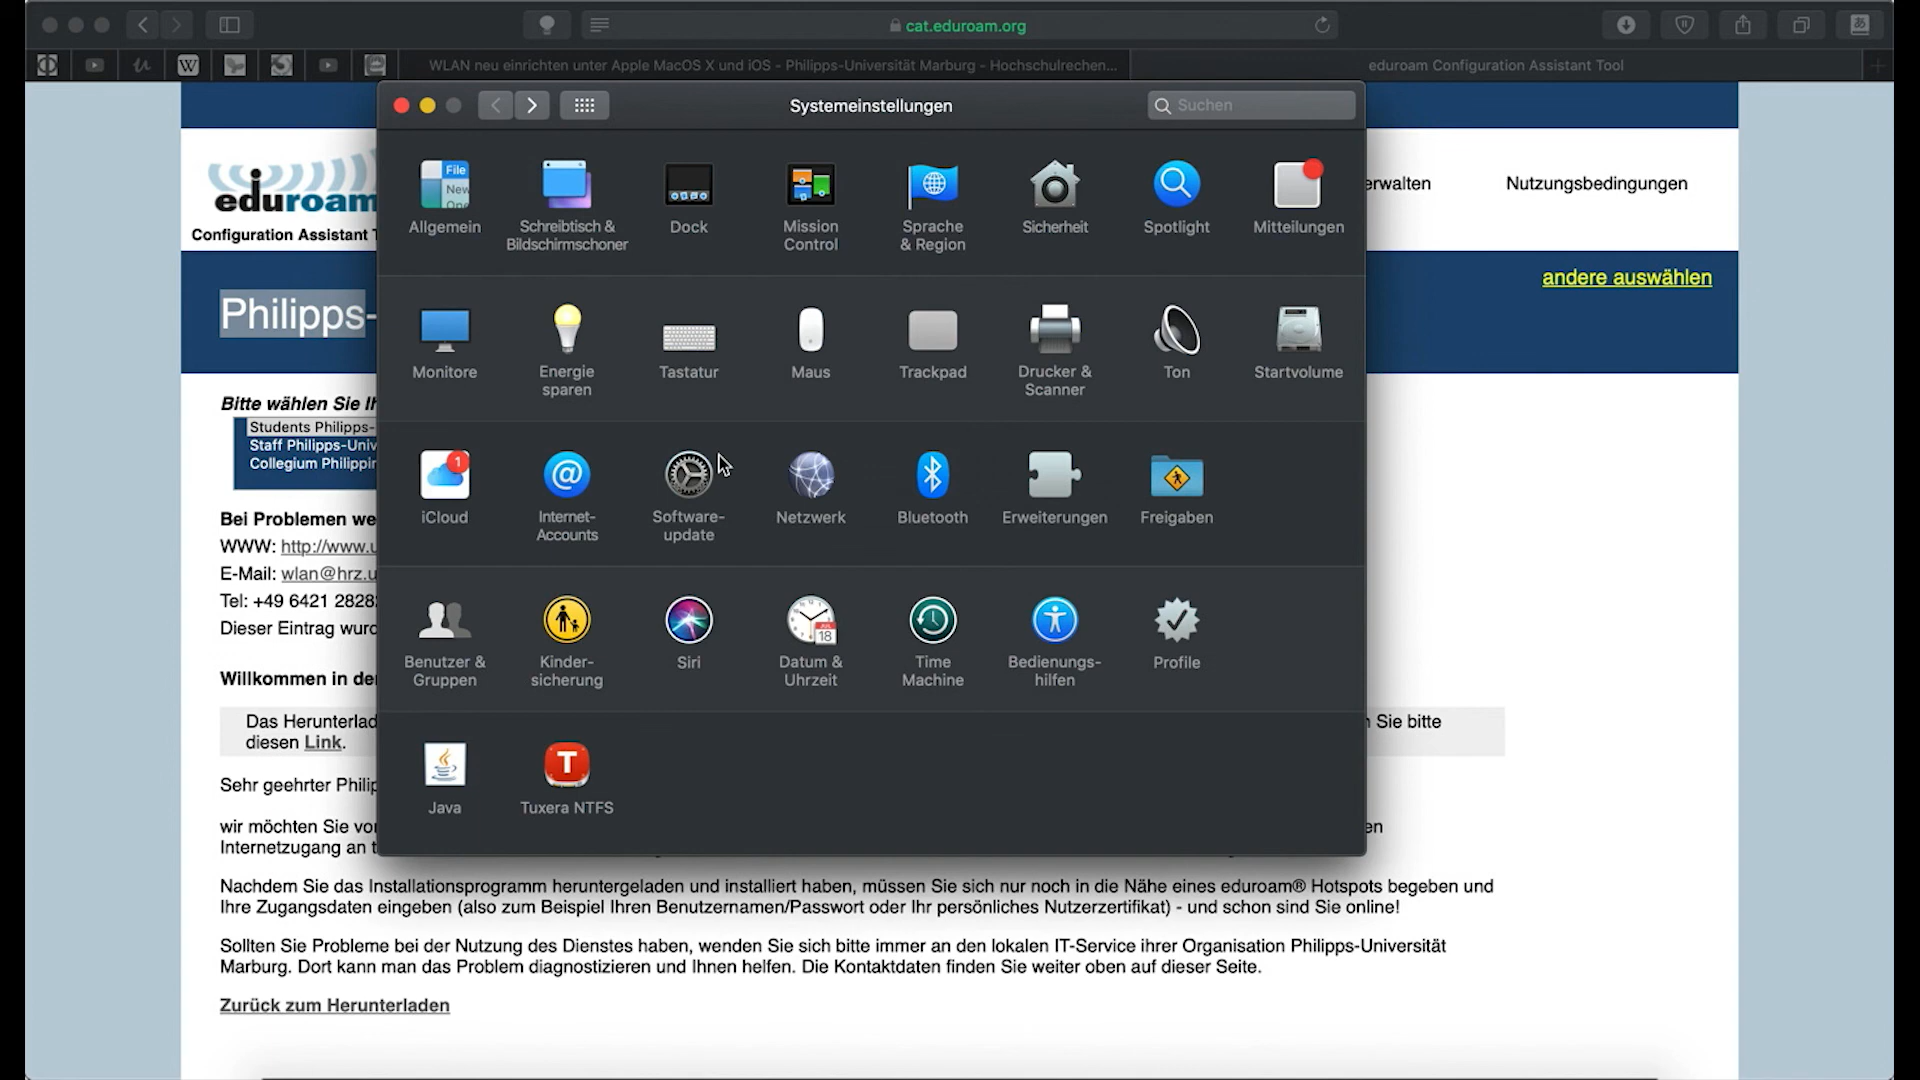 cat.eduroam.org
WLAN neu einrichten unter Apple MacOS X und iOS - Philipps-Universität Marburg - Hochschulrechen...
eduroam Configuration Assistant Tool
Systemeinstellungen
Suchen
eduroam
Configuration Assistant T
erwalten
Nutzungsbedingungen
andere auswählen
Philipps-
File
New
Allgemein
Schreibtisch &
Bildschirmschoner
Dock
Mission
Control
Sprache
& Region
Sicherheit
Spotlight
Mitteilungen
Monitore
Energie
sparen
Tastatur
Maus
Trackpad
Drucker &
Scanner
Ton
Startvolume
Bitte wählen Sie Ih
Students Philipps-
Staff Philipps-Univ
Collegium Philippin
1
iCloud
Internet-
Accounts
Software-
update
Netzwerk
Bluetooth
Erweiterungen
Freigaben
Bei Problemen we
WWW: http://www.u
E-Mail: wlan@hrz.u
Tel: +49 6421 2828
Dieser Eintrag wurd
Benutzer &
Gruppen
Kinder-
sicherung
Siri
JUL
18
Datum &
Uhrzeit
Time
Machine
Bedienungs-
hilfen
Profile
Willkommen in der
Das Herunterlad
Sie bitte
diesen Link.
Java
T
Tuxera NTFS
Sehr geehrter Philip
wir möchten Sie vor
en
Internetzugang an t
Nachdem Sie das Installationsprogramm heruntergeladen und installiert haben, müssen Sie sich nur noch in die Nähe eines eduroam® Hotspots begeben und
Ihre Zugangsdaten eingeben (also zum Beispiel Ihren Benutzernamen/Passwort oder Ihr persönliches Nutzerzertifikat) - und schon sind Sie online!
Sollten Sie Probleme bei der Nutzung des Dienstes haben, wenden Sie sich bitte immer an den lokalen IT-Service ihrer Organisation Philipps-Universität
Marburg. Dort kann man das Problem diagnostizieren und Ihnen helfen. Die Kontaktdaten finden Sie weiter oben auf dieser Seite.
Zurück zum Herunterladen